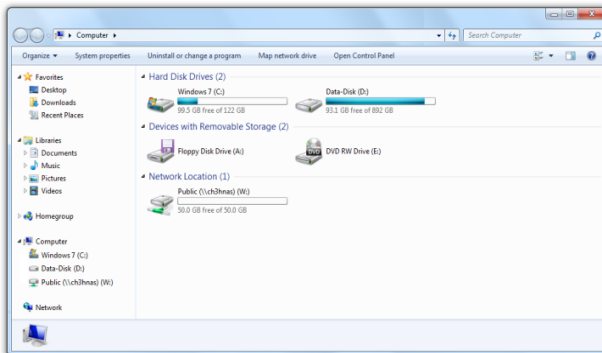 Computer
Search Computer
Organize
System properties
Uninstall or change a program
Map network drive
Open Control Panel
Favorites
Desktop
Downloads
Recent Places
Libraries
Documents
Music
Pictures
Videos
Homegroup
Computer
Windows 7 (C:)
Data-Disk (D:)
Public (\\ch3hnas) (W:)
Network
Hard Disk Drives (2)
Windows 7 (C:)
99.5 GB free of 122 GB
Data-Disk (D:)
93.1 GB free of 892 GB
Devices with Removable Storage (2)
Floppy Disk Drive (A:)
DVD
DVD RW Drive (E:)
Network Location (1)
Public (\\ch3hnas) (W:)
50.0 GB free of 50.0 GB